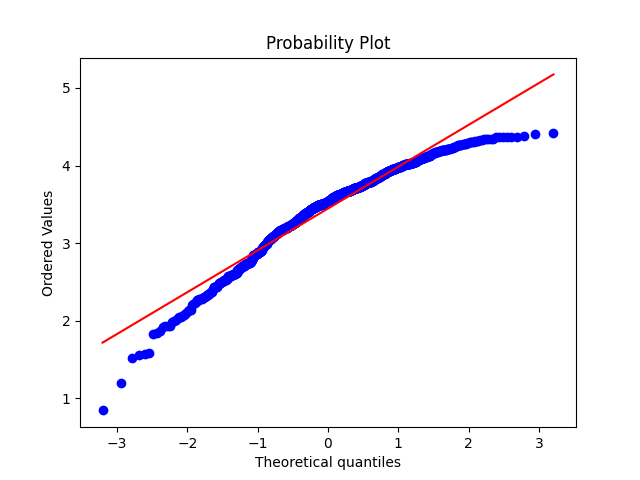 Probability Plot
Ordered Values
5
4
3
2
1
−3 −2 −1 0 1 2 3
Theoretical quantiles